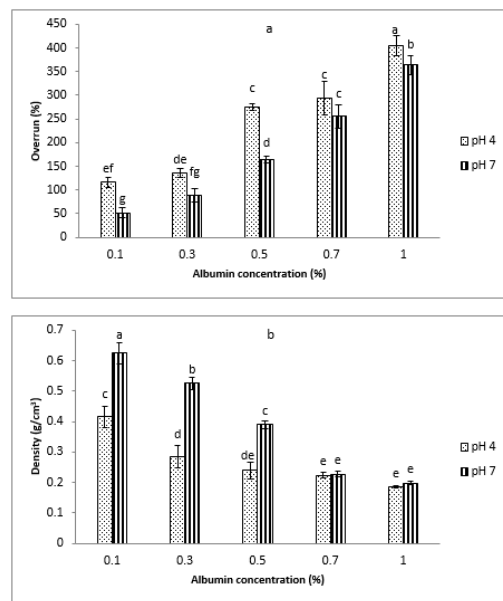 a
450
400
350
300
250
200
150
100
50
0
Overrun (%)
ef
g
de
fg
c
d
c
c
a
b
pH 4
pH 7
0.1 0.3 0.5 0.7 1
Albumin concentration (%)
b
0.7
0.6
0.5
0.4
0.3
0.2
0.1
0
Density (g/cm³)
c
a
d
b
de
c
e
e
e
e
pH 4
pH 7
0.1 0.3 0.5 0.7 1
Albumin concentration (%)